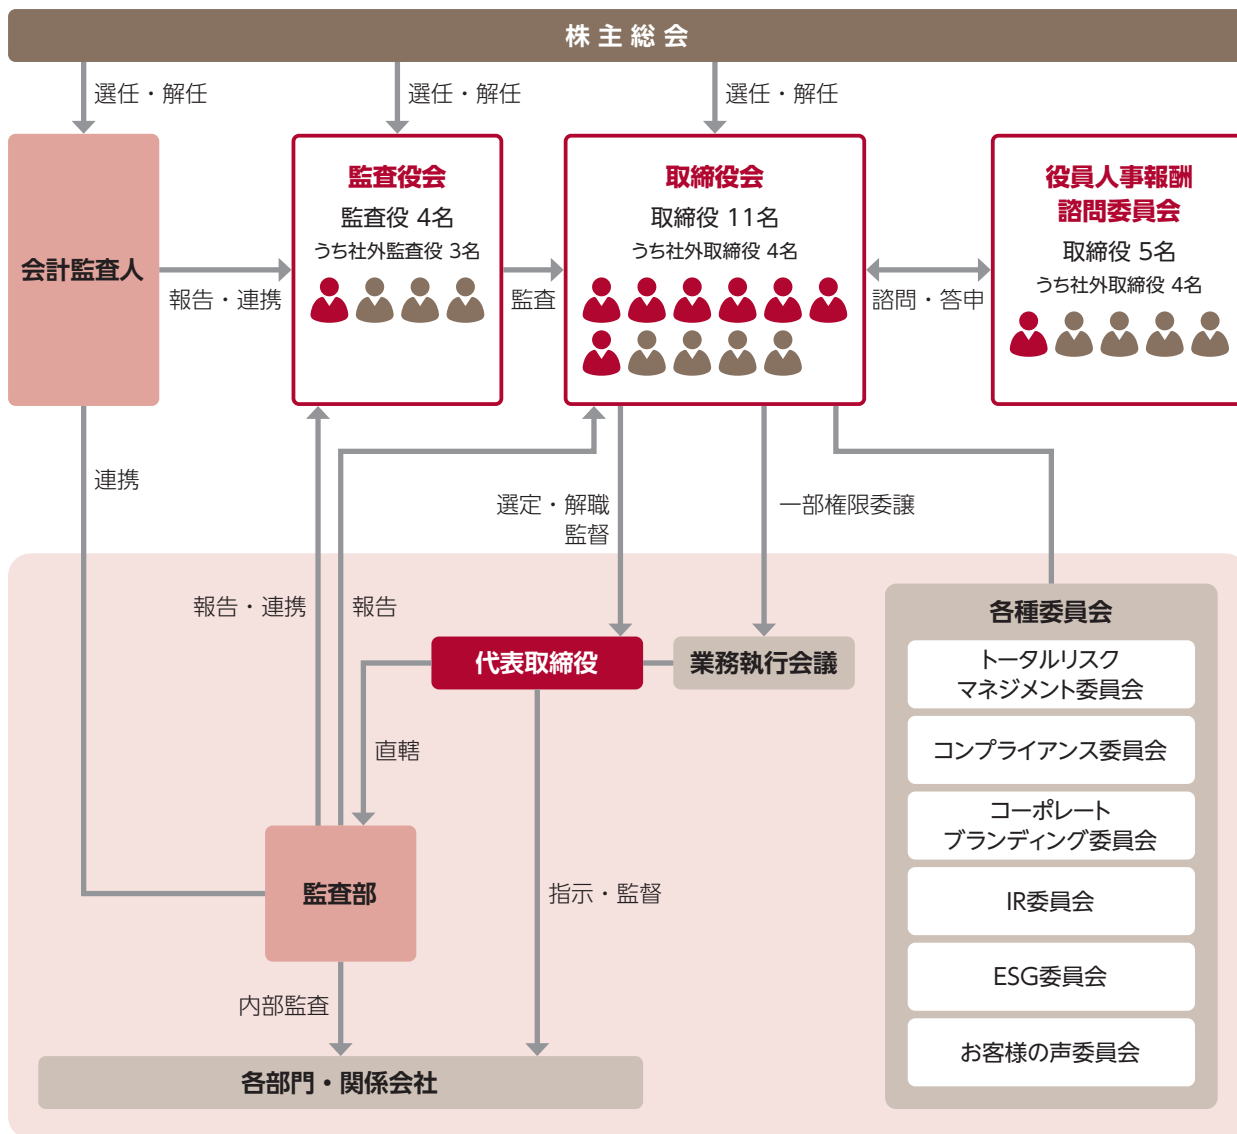 株主総会
選任・解任
選任・解任
選任・解任
会計監査人
報告・連携
監査役会
監査役 4名
うち社外監査役 3名
監査
取締役会
取締役 11名
うち社外取締役 4名
諮問・答申
役員人事報酬
諮問委員会
取締役 5名
うち社外取締役 4名
連携
選定・解職
監督
一部権限委譲
報告・連携
報告
代表取締役
業務執行会議
直轄
監査部
指示・監督
内部監査
各部門・関係会社
各種委員会
トータルリスク
マネジメント委員会
コンプライアンス委員会
コーポレート
ブランディング委員会
IR委員会
ESG委員会
お客様の声委員会